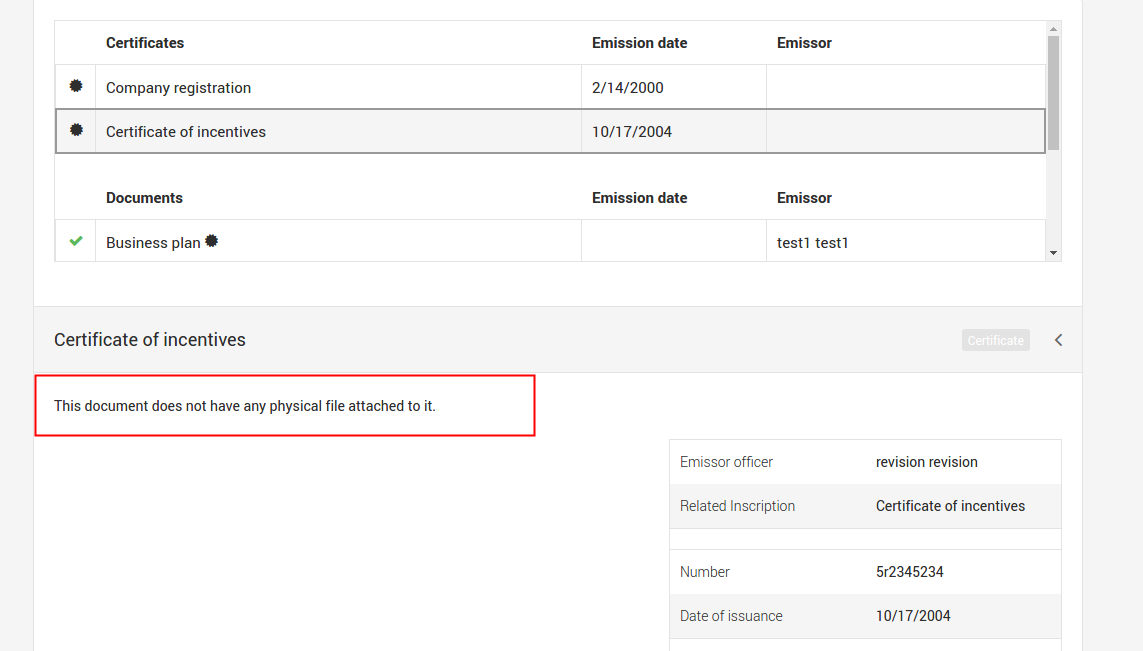 Certificates Emission date Emissor
Company registration 2/14/2000
Certificate of incentives 10/17/2004
Documents Emission date Emissor
Business plan test1 test1
Certificate of incentives Certificate
This document does not have any physical file attached to it.
Emissor officer revision revision
Related Inscription Certificate of incentives
Number 5r2345234
Date of issuance 10/17/2004